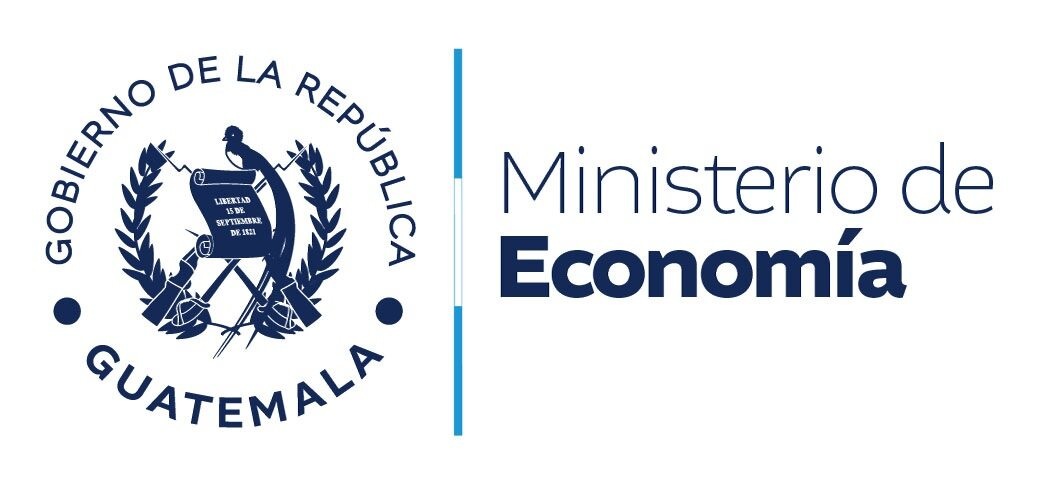 GOBIERNO DE LA REPÚBLICA
LIBERTAD
15 DE
SEPTIEMBRE
DE 1821
GUATEMALA
Ministerio de
Economía